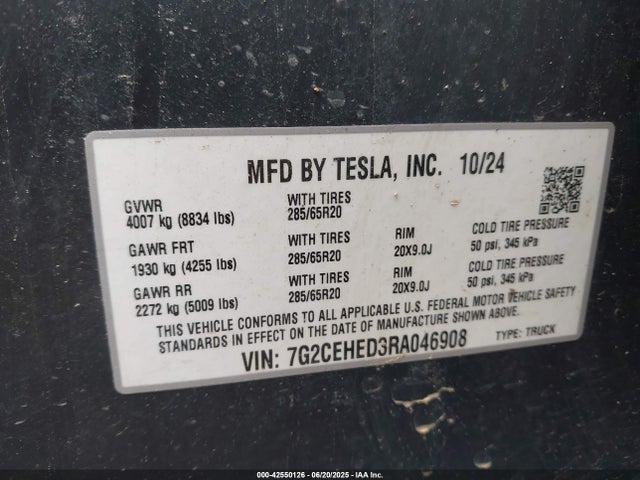 MFD BY TESLA, INC. 10/24
GVWR
4007 kg (8834 lbs)
WITH TIRES
285/65R20
GAWR FRT
1930 kg (4255 lbs)
WITH TIRES
285/65R20
RIM
20X9.0J
COLD TIRE PRESSURE
50 psi, 345 kPa
GAWR RR
2272 kg (5009 lbs)
WITH TIRES
285/65R20
RIM
20X9.0J
COLD TIRE PRESSURE
50 psi, 345 kPa
THIS VEHICLE CONFORMS TO ALL APPLICABLE U.S. FEDERAL MOTOR VEHICLE SAFETY
STANDARDS IN EFFECT ON THE DATE OF MANUFACTURE SHOWN ABOVE.
VIN: 7G2CEHED3RA046908
TYPE: TRUCK
000-42550126 - 06/20/2025 - IAA Inc.